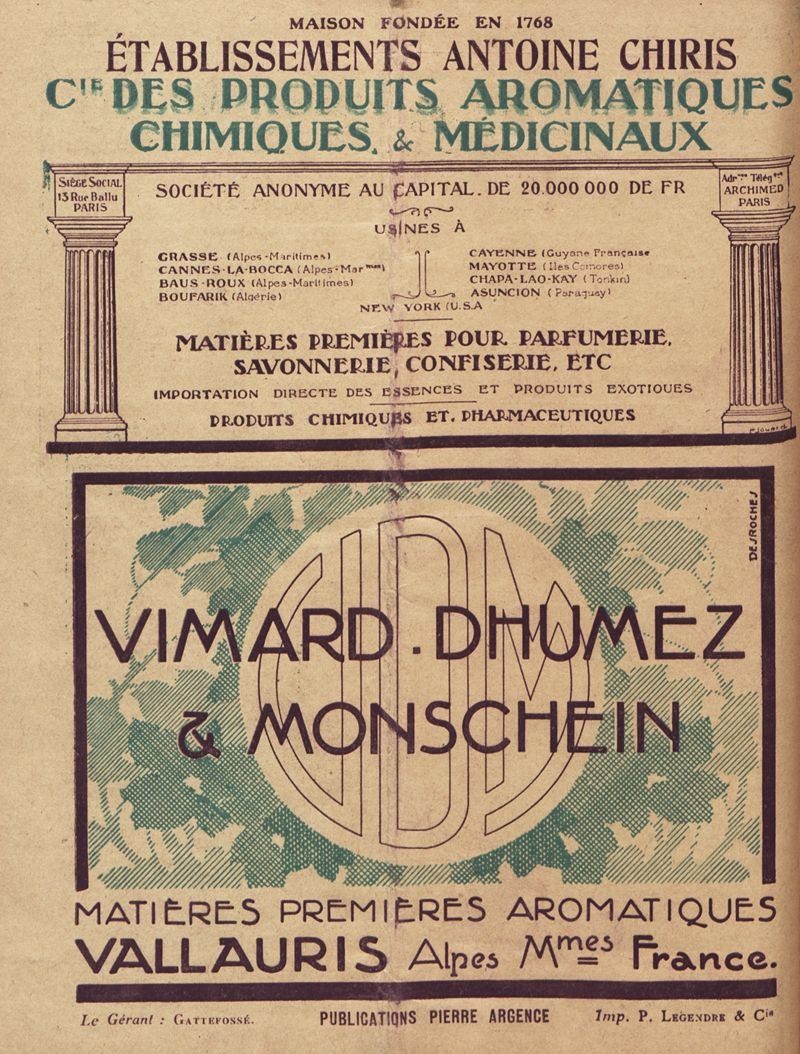 MAISON FONDÉE EN 1768
ÉTABLISSEMENTS ANTOINE CHIRIS
Cie DES PRODUITS AROMATIQUES
CHIMIQUES. & MÉDICINAUX
SIÈGE SOCIAL
13 Rue Ballu
PARIS
Adrsse Télégque
ARCHIMED
PARIS
SOCIÉTÉ ANONYME AU CAPITAL. DE 20.000 000 DE FR
USINES À
GRASSE (Alpes-Maritimes)
CANNES-LA-BOCCA (Alpes-Marmes)
BAUS-ROUX (Alpes-Maritimes)
BOUFARIK (Algérie)
CAYENNE (Guyane Française
MAYOTTE (Iles Comores)
CHAPA-LAO-KAY (Tonkin)
ASUNCION (Paraguay)
NEW YORK (U.S.A
MATIÈRES PREMIÈRES POUR PARFUMERIE,
SAVONNERIE, CONFISERIE, ETC
IMPORTATION DIRECTE DES ESSENCES ET PRODUITS EXOTIQUES
PRODUITS CHIMIQUES ET. PHARMACEUTIQUES
DESROCHES
VDM
VIMARD. DHUMEZ
& MONSCHEIN
MATIÈRES PREMIÈRES AROMATIQUES
VALLAURIS Alpes Mmes France.
Le Gérant : GATTEFOSSÉ.
PUBLICATIONS PIERRE ARGENCE
Imp. P. LEGENDRE & Cie